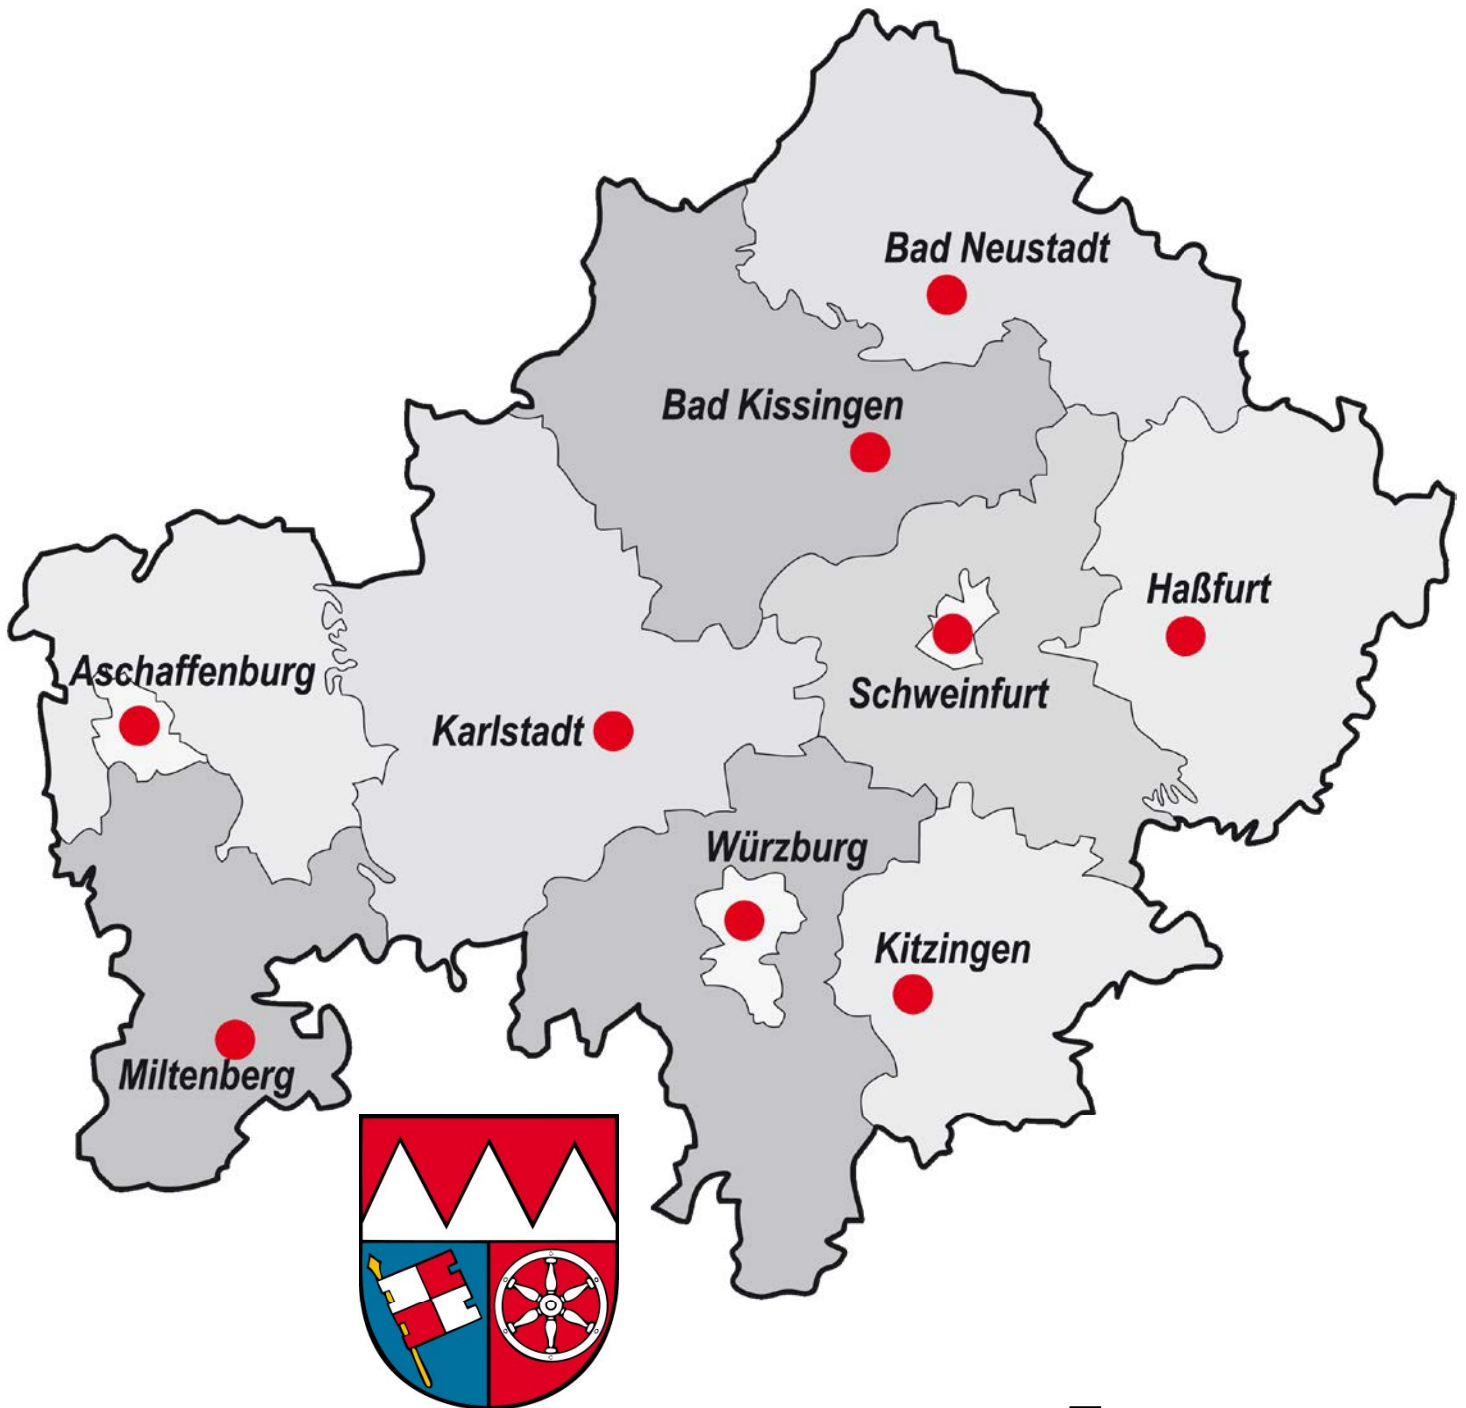 Bad Neustadt
Bad Kissingen
Haßfurt
Aschaffenburg
Schweinfurt
Karlstadt
Würzburg
Kitzingen
Miltenberg